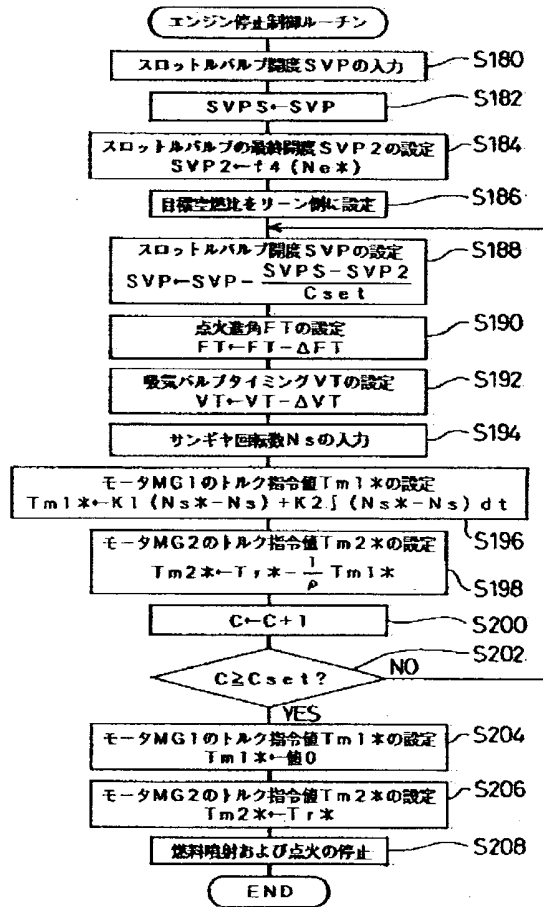 エンジン停止制御ルーチン
スロットルバルブ開度SVPの入力
S180
SVPS←SVP
S182
スロットルバルブの最終開度SVP2の設定
SVP2←f4(Ne*)
S184
目標空燃比をリーン側に設定
S186
スロットルバルブ開度SVPの設定
SVP←SVP-
SVPS-SVP2
Cset
S188
点火進角FTの設定
FT←FT-ΔFT
S190
吸気バルブタイミングVTの設定
VT←VT-ΔVT
S192
サンギヤ回転数Nsの入力
S194
モータMG1のトルク指令値Tm1*の設定
Tm1*←K1(Ns*-Ns)+K2∫(Ns*-Ns)dt
S196
モータMG2のトルク指令値Tm2*の設定
Tm2*←Tr*-1/ρ Tm1*
S198
C←C+1
S200
C≧Cset?
S202
NO
YES
モータMG1のトルク指令値Tm1*の設定
Tm1*←値0
S204
モータMG2のトルク指令値Tm2*の設定
Tm2*←Tr*
S206
燃料噴射および点火の停止
S208
END